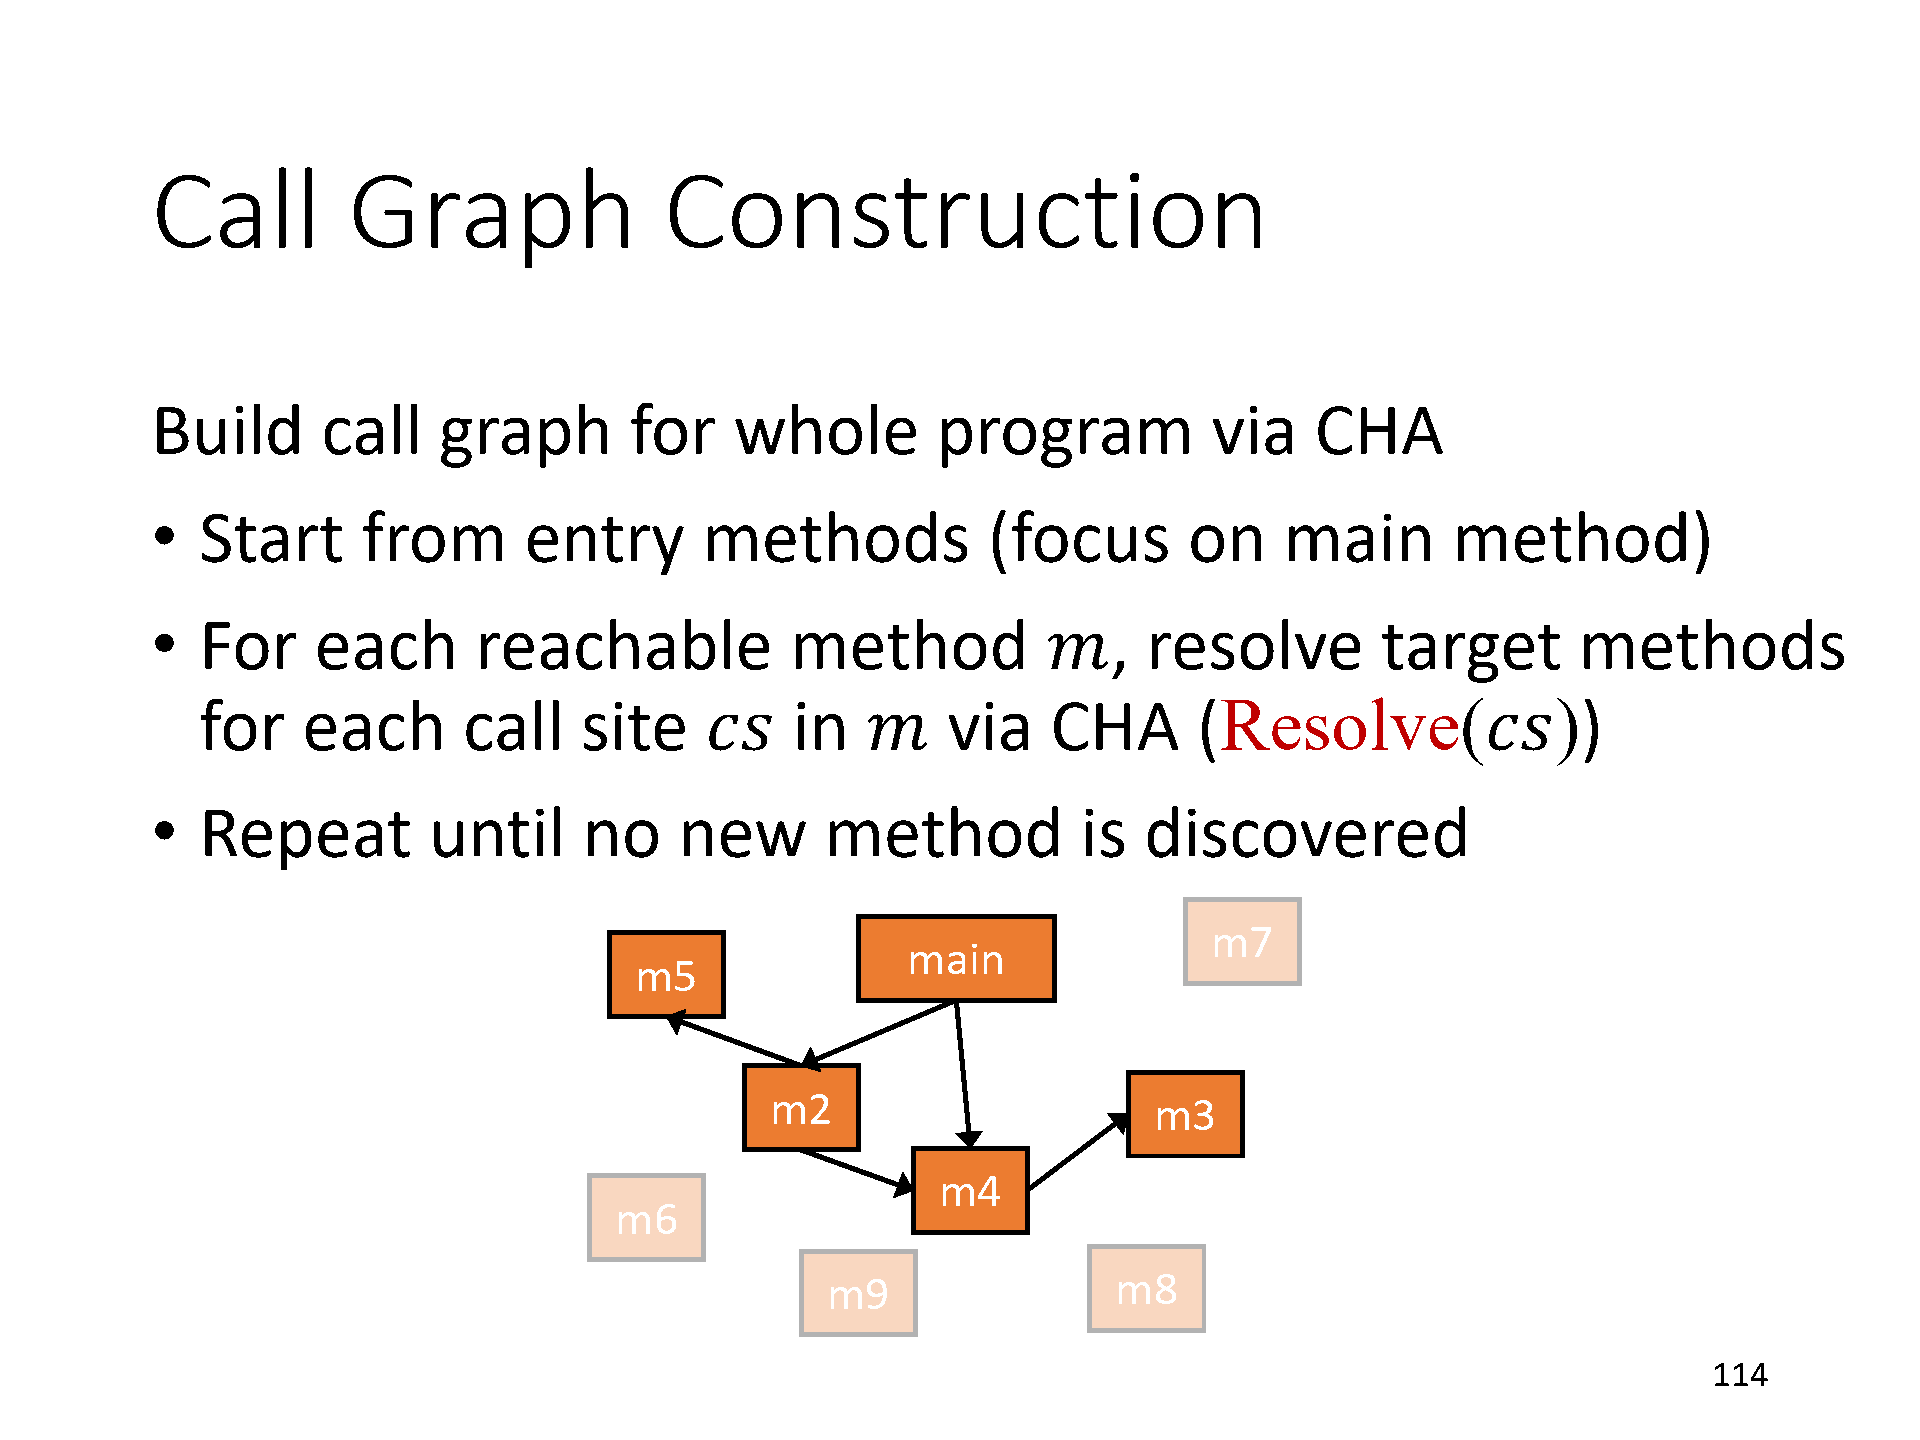 Call Graph Construction
Build call graph for whole program via CHA
• Start from entry methods (focus on main method)
• For each reachable method 𝑚, resolve target methods
for each call site 𝑐𝑠 in 𝑚 via CHA (Resolve(𝑐𝑠))
• Repeat until no new method is discovered
m7
main
m5
m2
m3
m4
m6
m8
m9
114